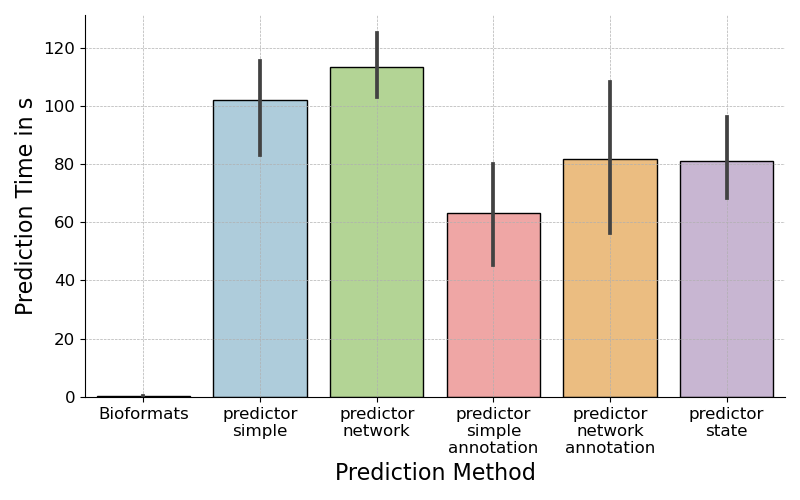 Prediction Time in s
120
100
80
60
40
20
0
Bioformats
predictor
simple
predictor
network
predictor
simple
annotation
predictor
network
annotation
predictor
state
Prediction Method